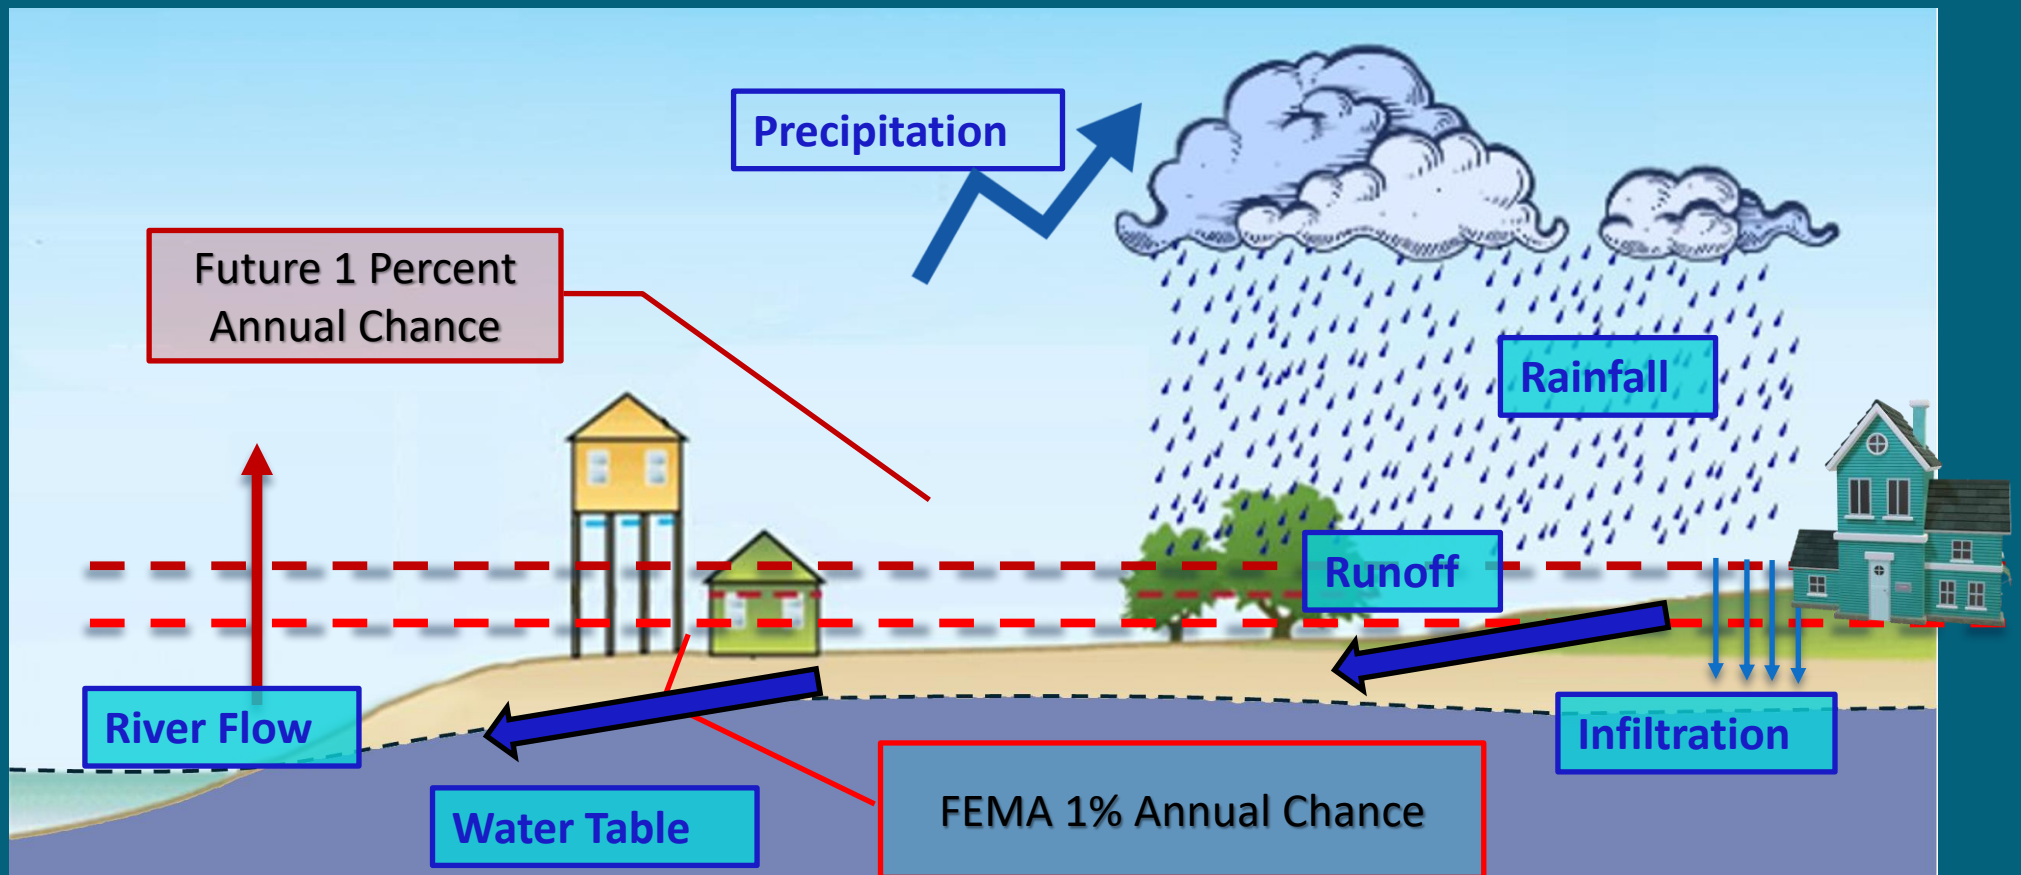 Precipitation
Future 1 Percent
Annual Chance
Rainfall
Runoff
River Flow
Infiltration
Water Table
FEMA 1% Annual Chance